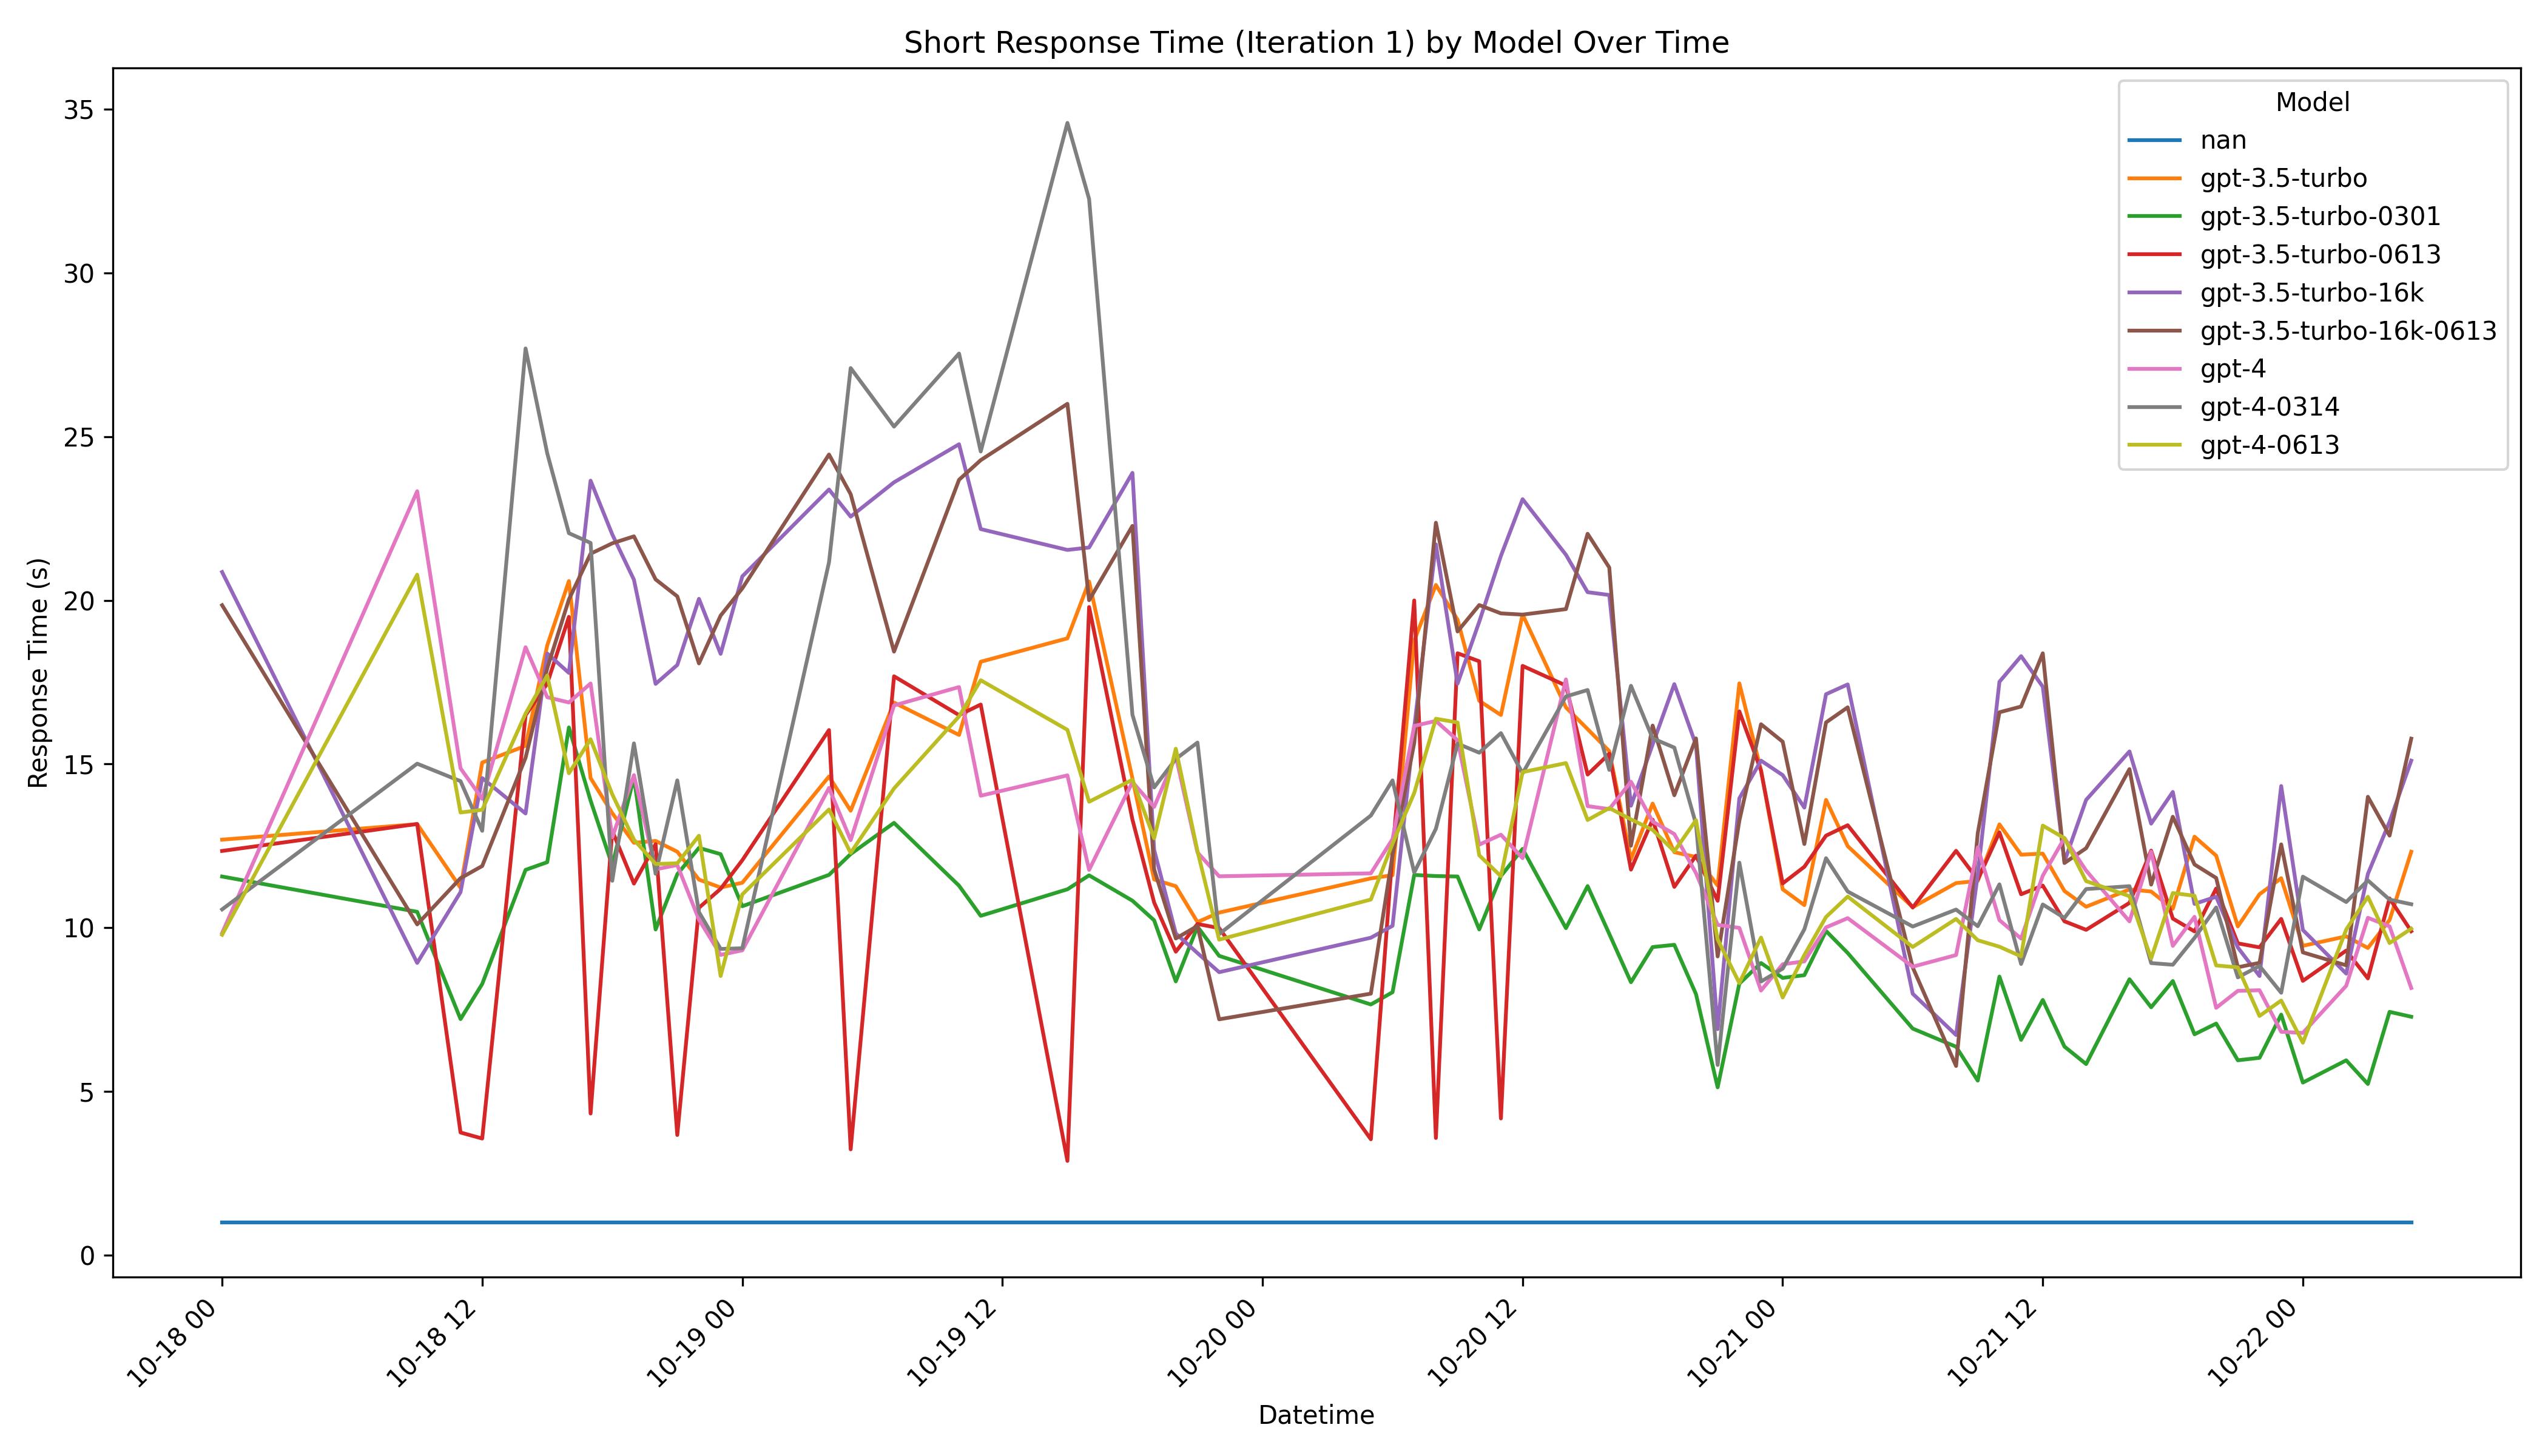 Short Response Time (Iteration 1) by Model Over Time
Model
nan
gpt-3.5-turbo
gpt-3.5-turbo-0301
gpt-3.5-turbo-0613
gpt-3.5-turbo-16k
gpt-3.5-turbo-16k-0613
gpt-4
gpt-4-0314
gpt-4-0613
Response Time (s)
35
30
25
20
15
10
5
0
10-18 00
10-18 12
10-19 00
10-19 12
10-20 00
10-20 12
10-21 00
10-21 12
10-22 00
Datetime